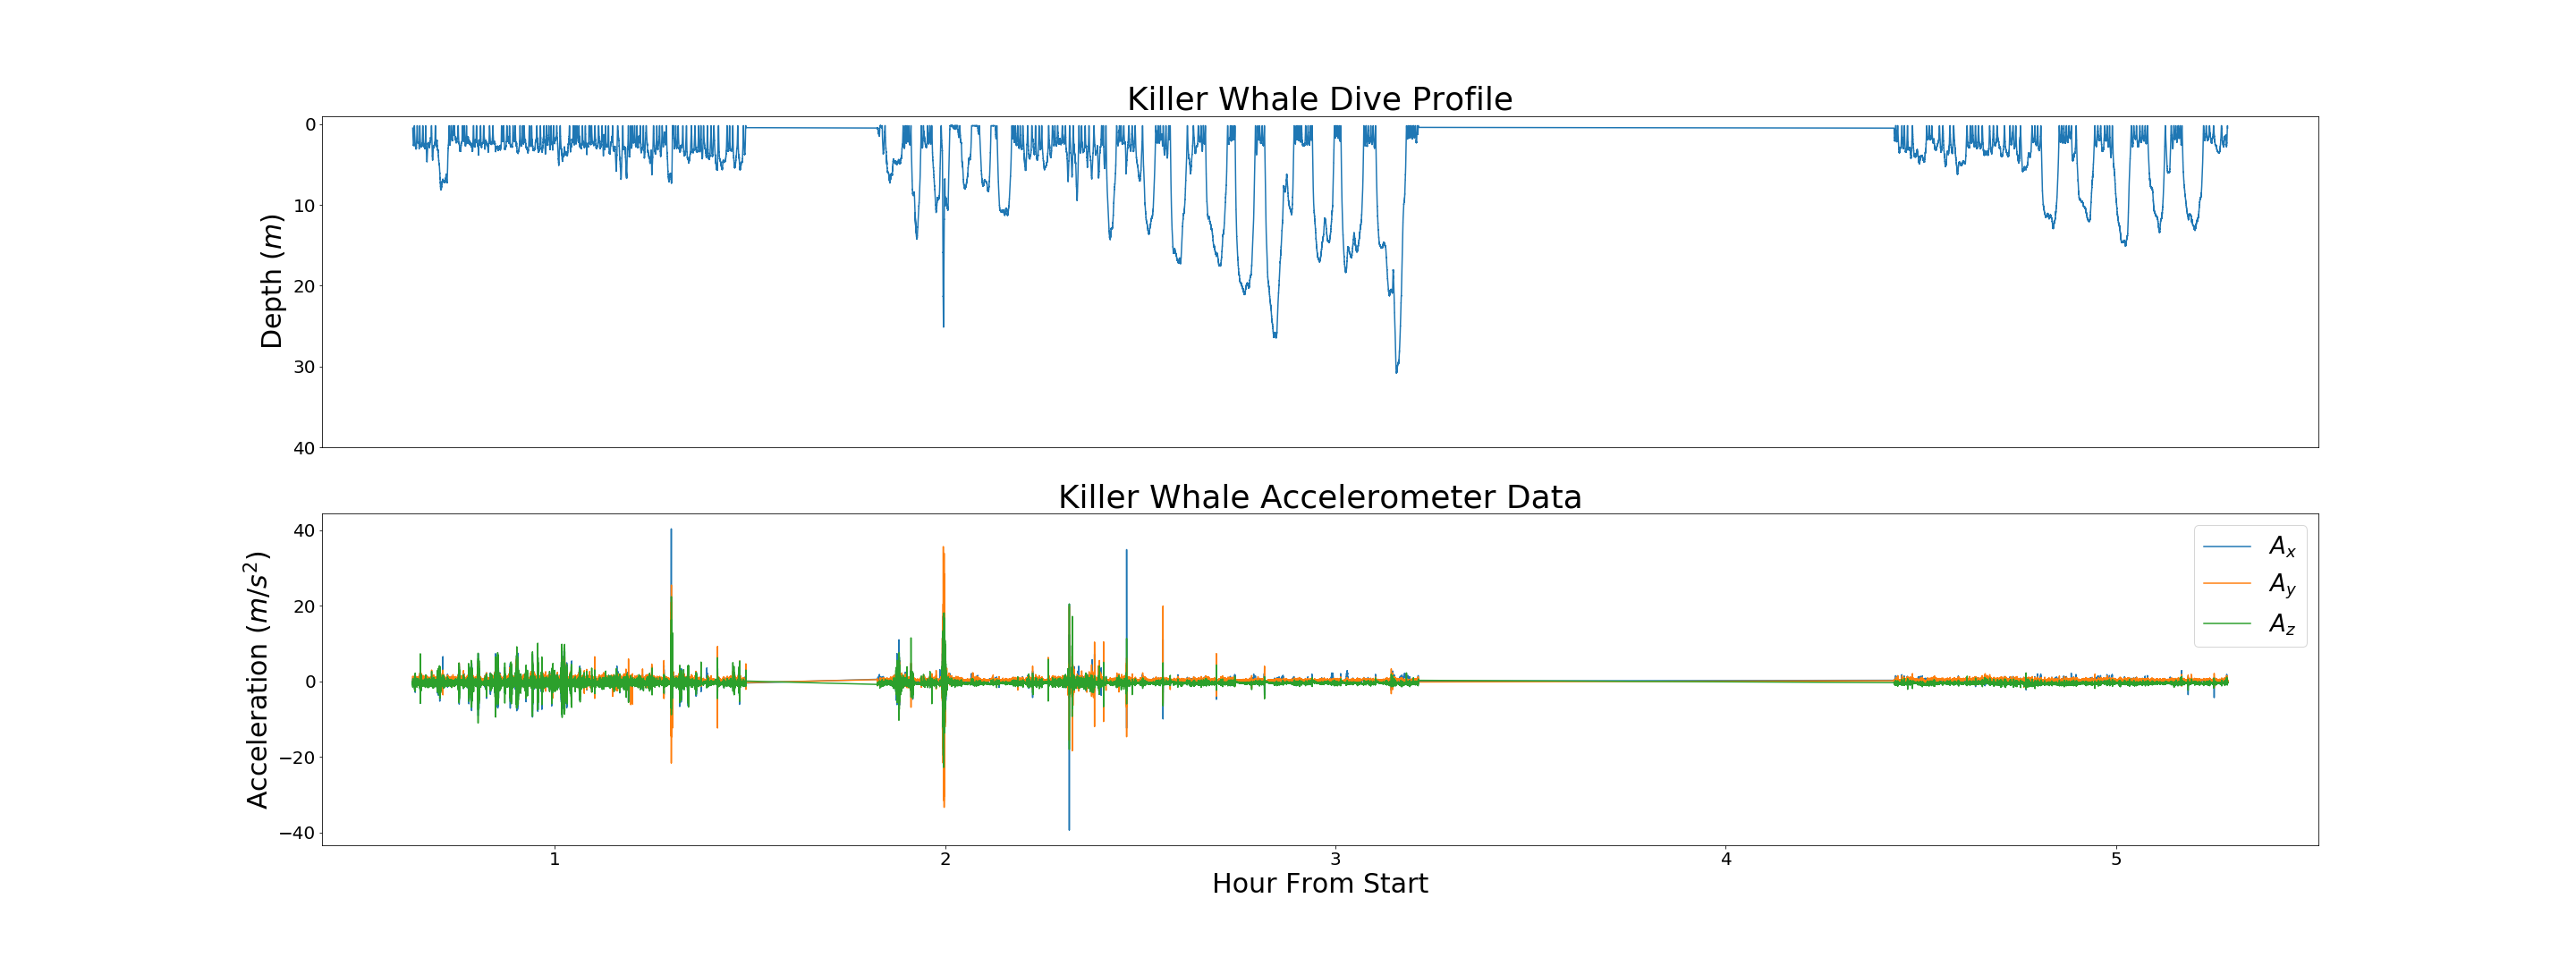 Killer Whale Dive Profile
0
10
20
30
40
Depth (m)
Killer Whale Accelerometer Data
40
20
0
−20
−40
Acceleration (m/s²)
Aₓ
Aᵧ
A_z
1 2 3 4 5
Hour From Start